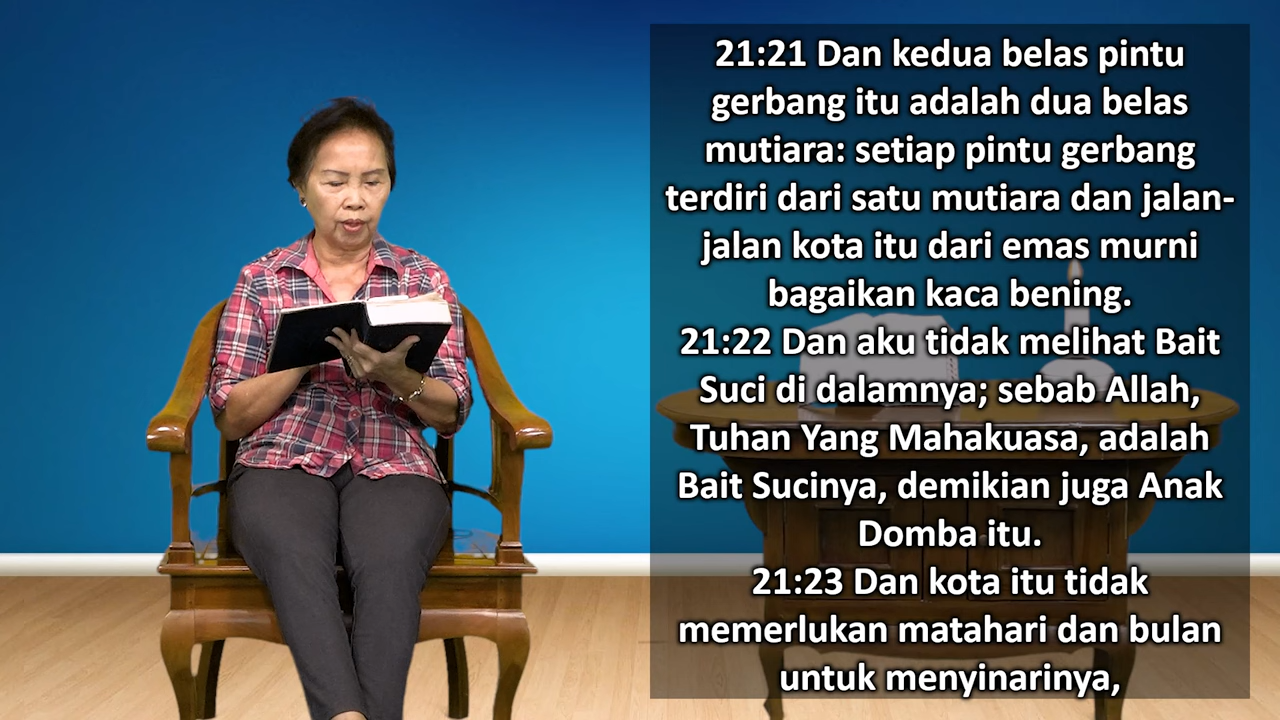 21:21 Dan kedua belas pintu
gerbang itu adalah dua belas
mutiara: setiap pintu gerbang
terdiri dari satu mutiara dan jalan-
jalan kota itu dari emas murni
bagaikan kaca bening.
21:22 Dan aku tidak melihat Bait
Suci di dalamnya; sebab Allah,
Tuhan Yang Mahakuasa, adalah
Bait Sucinya, demikian juga Anak
Domba itu.
21:23 Dan kota itu tidak
memerlukan matahari dan bulan
untuk menyinarinya,